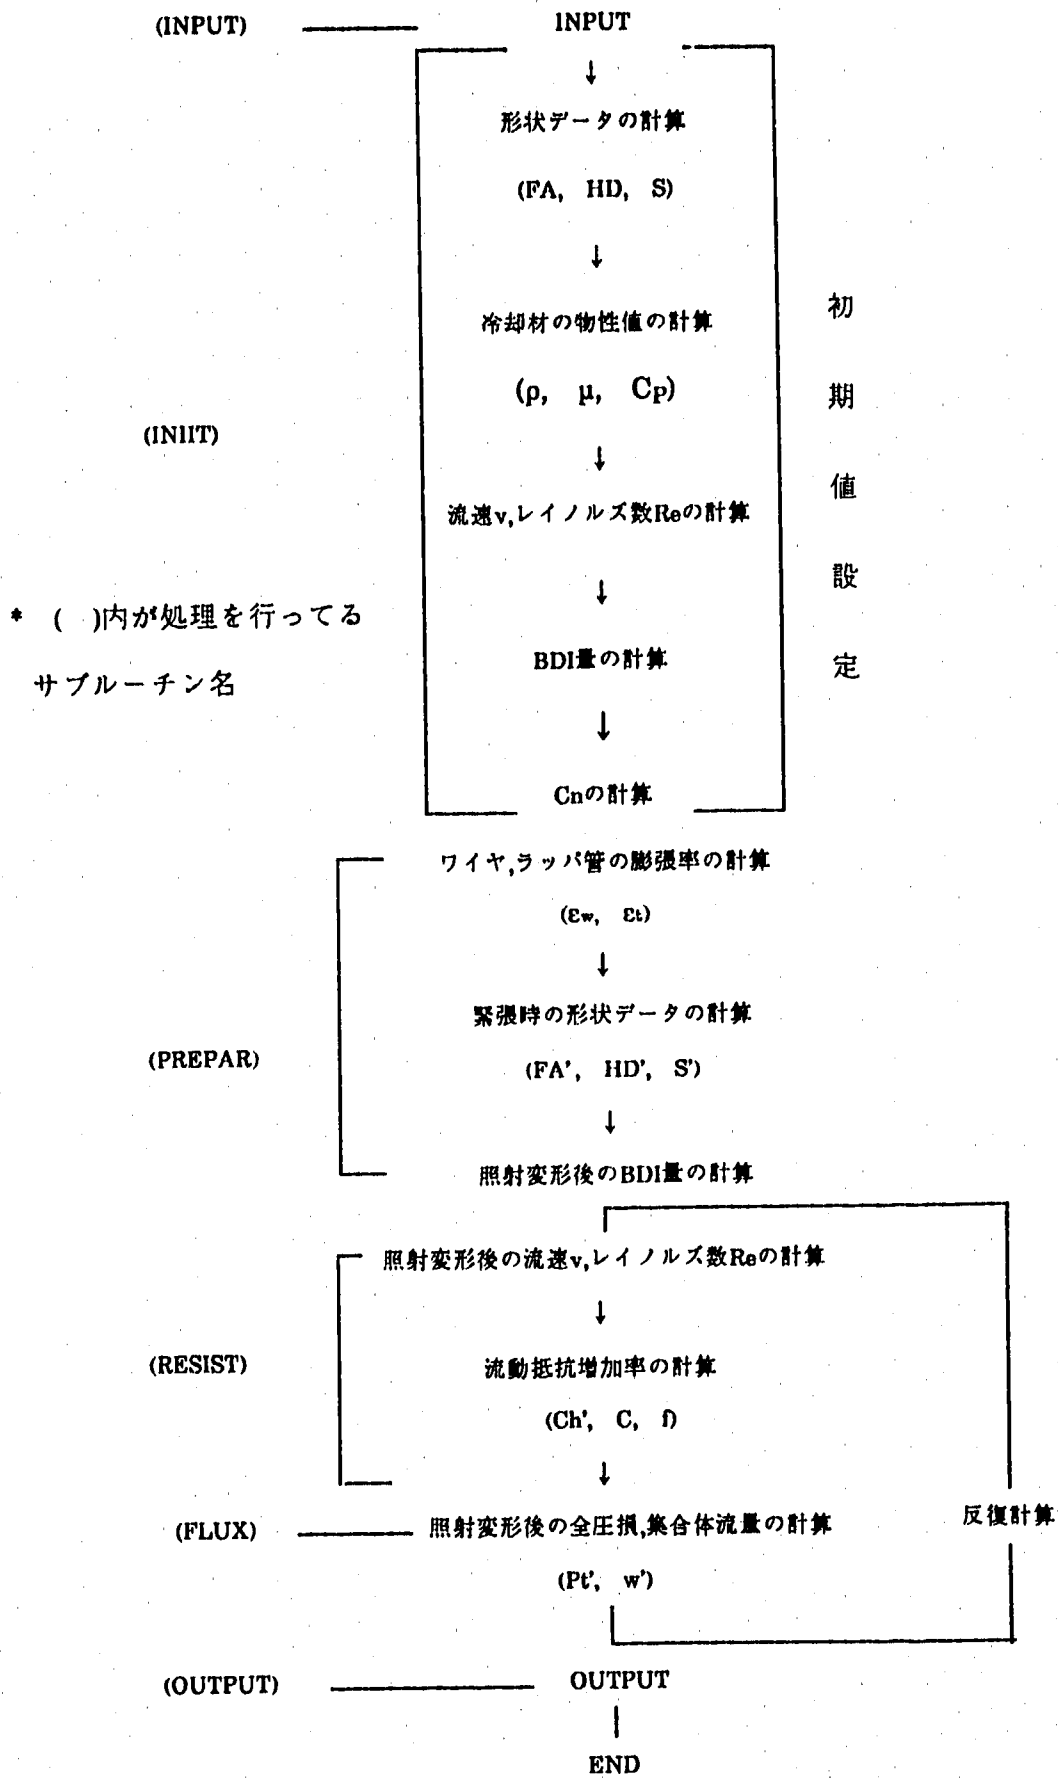 (INPUT) INPUT
↓
形状データの計算
(FA, HD, S)
↓
冷却材の物性値の計算
(ρ, μ, CP)
(INIIT)
↓
流速v,レイノルズ数Reの計算
↓
* ( )内が処理を行ってる
サブルーチン名
BDI量の計算
↓
Cnの計算
初期値設定
ワイヤ,ラッパ管の膨張率の計算
(εw, εt)
↓
緊張時の形状データの計算
(PREPAR)
(FA', HD', S')
↓
照射変形後のBDI量の計算
照射変形後の流速v,レイノルズ数Reの計算
↓
(RESIST) 流動抵抗増加率の計算
(Ch', C, f)
↓
(FLUX) 照射変形後の全圧損,集合体流量の計算 反復計算
(Pt', w')
(OUTPUT) OUTPUT
END